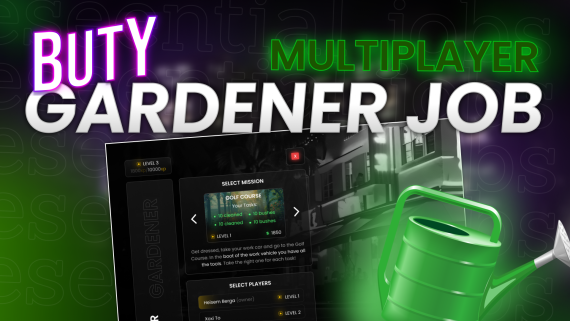 BUTY
MULTIPLAYER
GARDENER JOB
LEVEL 3
SELECT MISSION
GOLF COURSE
Your Tasks
10 cleaned
10 bushes
10 cleaned
10 bushes
LEVEL 1
$ 1850
Get dressed, take your work car and go to the Golf
Course. In the boot of the work vehicle you have all
the tools. Take the right one for each task!
GARDENER
SELECT PLAYERS
LEVEL 1
LEVEL 2